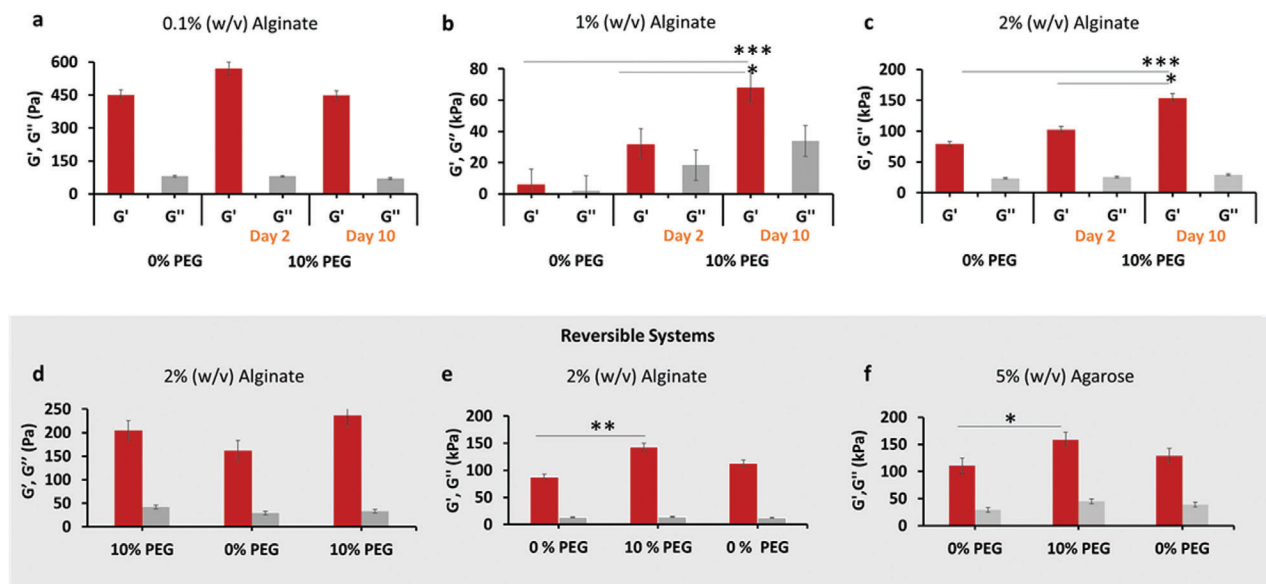 a
0.1% (w/v) Alginate
G', G'' (Pa)
600
450
300
150
0
G' G'' G' G'' G' G''
Day 2 Day 10
0% PEG 10% PEG
b
1% (w/v) Alginate
G', G'' (kPa)
80
60
40
20
0
***
*
G' G'' G' G'' G' G''
Day 2 Day 10
0% PEG 10% PEG
c
2% (w/v) Alginate
G', G'' (kPa)
200
150
100
50
0
***
*
G' G'' G' G'' G' G''
Day 2 Day 10
0% PEG 10% PEG
Reversible Systems
d
2% (w/v) Alginate
G', G'' (Pa)
250
200
150
100
50
0
10% PEG 0% PEG 10% PEG
e
2% (w/v) Alginate
G', G'' (kPa)
200
150
100
50
0
**
0 % PEG 10 % PEG 0 % PEG
f
5% (w/v) Agarose
G',G'' (kPa)
200
150
100
50
0
*
0% PEG 10% PEG 0% PEG